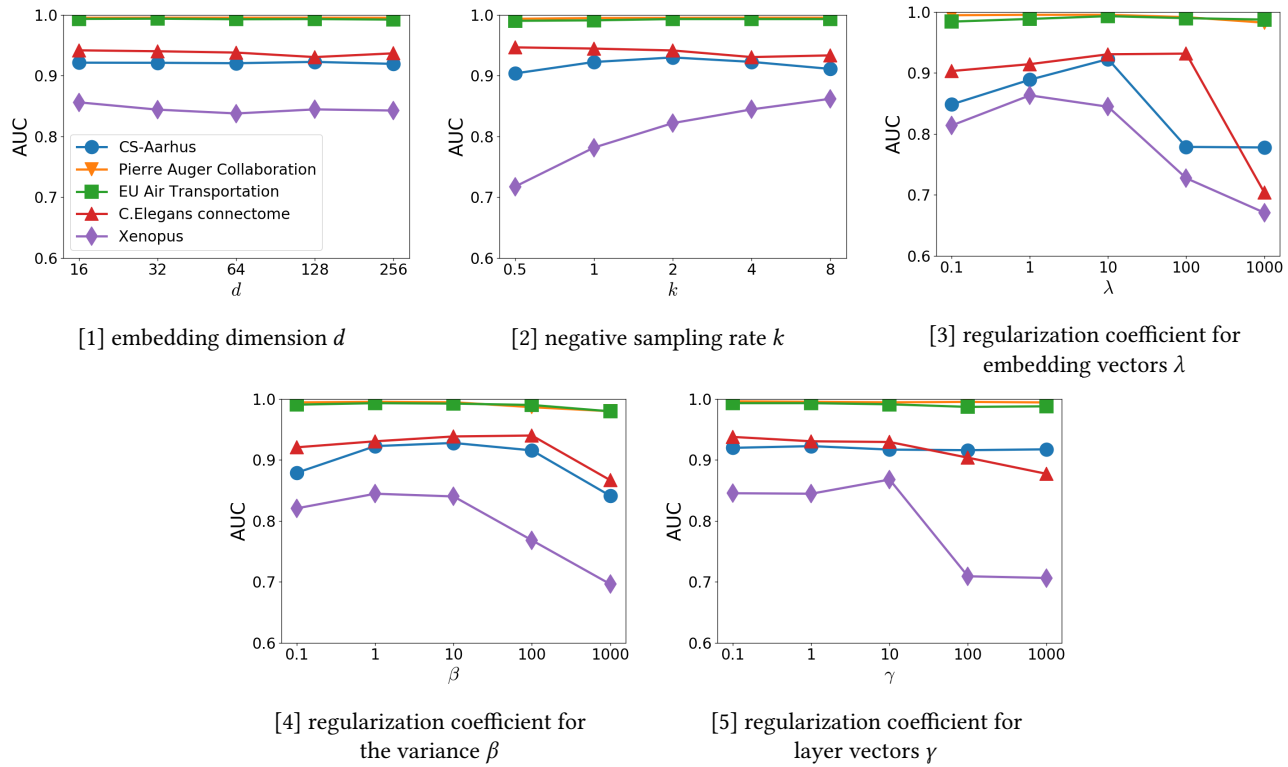 1.0
0.9
0.8
0.7
0.6
AUC
CS-Aarhus
Pierre Auger Collaboration
EU Air Transportation
C.Elegans connectome
Xenopus
16 32 64 128 256
d
[1] embedding dimension d
1.0
0.9
0.8
0.7
0.6
AUC
0.5 1 2 4 8
k
[2] negative sampling rate k
1.0
0.9
0.8
0.7
0.6
AUC
0.1 1 10 100 1000
λ
[3] regularization coefficient for
embedding vectors λ
1.0
0.9
0.8
0.7
0.6
AUC
0.1 1 10 100 1000
β
[4] regularization coefficient for
the variance β
1.0
0.9
0.8
0.7
0.6
AUC
0.1 1 10 100 1000
γ
[5] regularization coefficient for
layer vectors γ